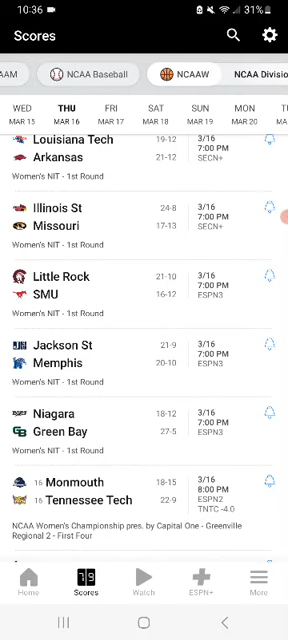 10:36
31%
Scores
AAM
NCAA Baseball
NCAAW
NCAA Divisio
WED
MAR 15
THU
MAR 16
FRI
MAR 17
SAT
MAR 18
SUN
MAR 19
MON
MAR 20
TU
MA
Louisiana Tech 19-12 3/16
Arkansas 21-12 7:00 PM
SECN+
Women's NIT - 1st Round
Illinois St 24-8 3/16
Missouri 17-13 7:00 PM
SECN+
Women's NIT - 1st Round
Little Rock 21-10 3/16
SMU 16-12 7:00 PM
ESPN3
Women's NIT - 1st Round
Jackson St 21-9 3/16
Memphis 20-10 7:00 PM
ESPN3
Women's NIT - 1st Round
Niagara 18-12 3/16
Green Bay 27-5 7:00 PM
ESPN3
Women's NIT - 1st Round
16 Monmouth 18-15 3/16
16 Tennessee Tech 22-9 8:00 PM
ESPN2
TNTC -4.0
NCAA Women's Championship pres. by Capital One - Greenville
Regional 2 - First Four
Home
Scores
Watch
ESPN+
More